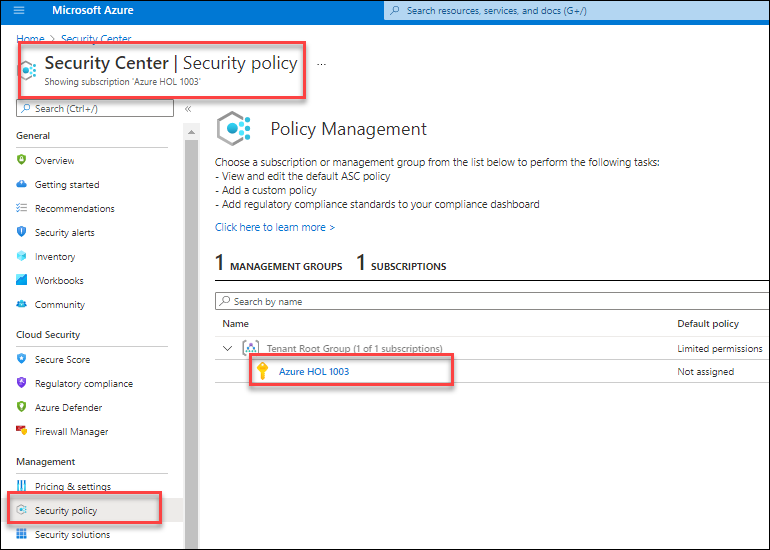 Microsoft Azure
Search resources, services, and docs (G+/)
Home > Security Center
Security Center | Security policy ...
Showing subscription 'Azure HOL 1003'
Search (Ctrl+/) «
General
Overview
Getting started
Recommendations
Security alerts
Inventory
Workbooks
Community
Cloud Security
Secure Score
Regulatory compliance
Azure Defender
Firewall Manager
Management
Pricing & settings
Security policy
Security solutions
Policy Management
Choose a subscription or management group from the list below to perform the following tasks:
- View and edit the default ASC policy
- Add a custom policy
- Add regulatory compliance standards to your compliance dashboard
Click here to learn more >
1 MANAGEMENT GROUPS 1 SUBSCRIPTIONS
Search by name
Name Default policy
Tenant Root Group (1 of 1 subscriptions) Limited permissions
Azure HOL 1003 Not assigned